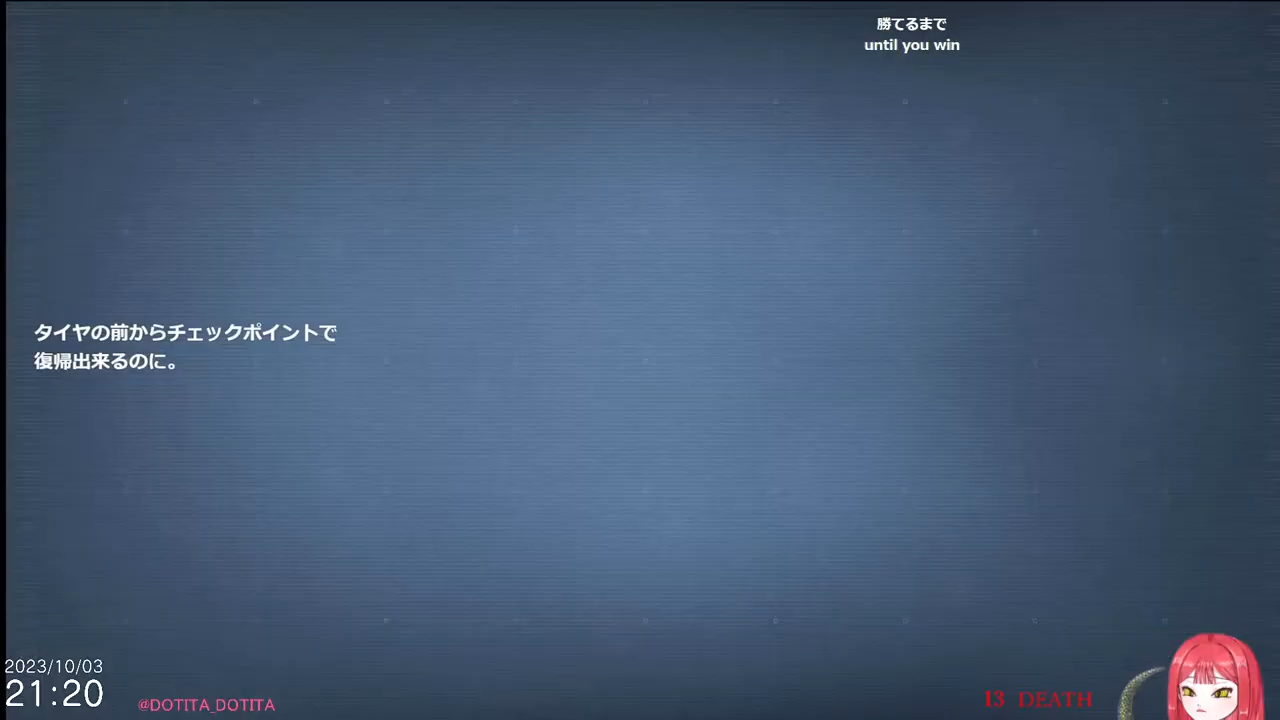 勝てるまで
until you win
タイヤの前からチェックポイントで
復帰出来るのに。
2023/10/03
21:20
@DOTITA_DOTITA
13 DEATH